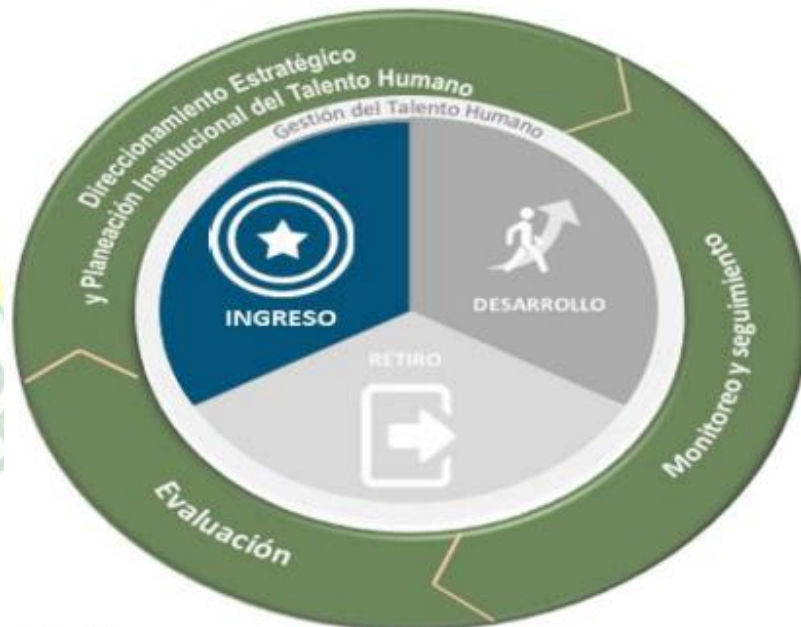 Direccionamiento Estratégico
y Planeación Institucional del Talento Humano
Gestión del Talento Humano
INGRESO
DESARROLLO
RETIRO
Monitoreo y seguimiento
Evaluación